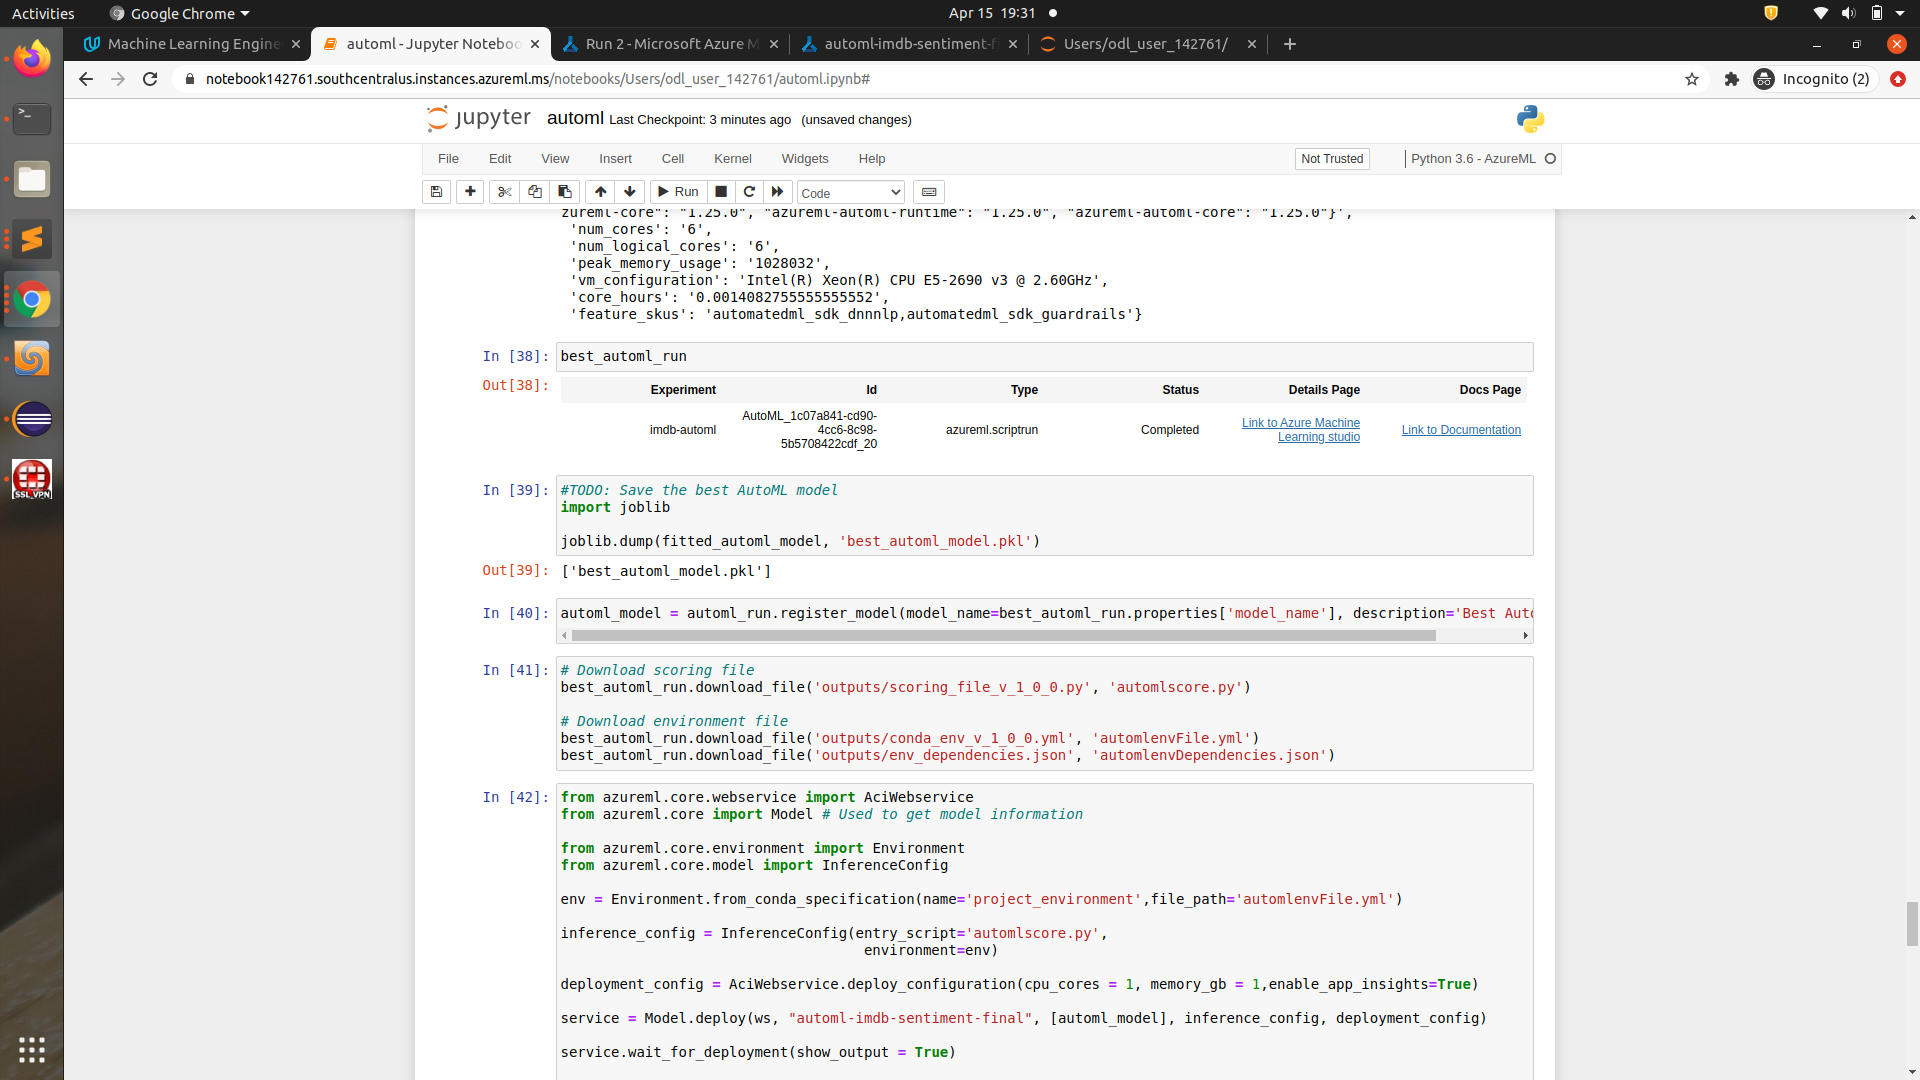 Activities
Google Chrome
Apr 15 19:31
Machine Learning Engine
automl - Jupyter Noteboo
Run 2 - Microsoft Azure M
automl-imdb-sentiment-fi
Users/odl_user_142761/
notebook142761.southcentralus.instances.azureml.ms/notebooks/Users/odl_user_142761/automl.ipynb#
Incognito (2)
jupyter automl Last Checkpoint: 3 minutes ago (unsaved changes)
File Edit View Insert Cell Kernel Widgets Help
Not Trusted
Python 3.6 - AzureML
Run
Code
zureml-core": "1.25.0", "azureml-automl-runtime": "1.25.0", "azureml-automl-core": "1.25.0"}',
'num_cores': '6',
'num_logical_cores': '6',
'peak_memory_usage': '1028032',
'vm_configuration': 'Intel(R) Xeon(R) CPU E5-2690 v3 @ 2.60GHz',
'core_hours': '0.0014082755555555552',
'feature_skus': 'automatedml_sdk_dnnnlp,automatedml_sdk_guardrails'}
In [38]: best_automl_run
Out[38]:
Experiment Id Type Status Details Page Docs Page
imdb-automl AutoML_1c07a841-cd90-4cc6-8c98-5b5708422cdf_20 azureml.scriptrun Completed Link to Azure Machine Learning studio Link to Documentation
In [39]: #TODO: Save the best AutoML model
import joblib
joblib.dump(fitted_automl_model, 'best_automl_model.pkl')
Out[39]: ['best_automl_model.pkl']
In [40]: automl_model = automl_run.register_model(model_name=best_automl_run.properties['model_name'], description='Best Auto
In [41]: # Download scoring file
best_automl_run.download_file('outputs/scoring_file_v_1_0_0.py', 'automlscore.py')
# Download environment file
best_automl_run.download_file('outputs/conda_env_v_1_0_0.yml', 'automlenvFile.yml')
best_automl_run.download_file('outputs/env_dependencies.json', 'automlenvDependencies.json')
In [42]: from azureml.core.webservice import AciWebservice
from azureml.core import Model # Used to get model information
from azureml.core.environment import Environment
from azureml.core.model import InferenceConfig
env = Environment.from_conda_specification(name='project_environment',file_path='automlenvFile.yml')
inference_config = InferenceConfig(entry_script='automlscore.py',
environment=env)
deployment_config = AciWebservice.deploy_configuration(cpu_cores = 1, memory_gb = 1,enable_app_insights=True)
service = Model.deploy(ws, "automl-imdb-sentiment-final", [automl_model], inference_config, deployment_config)
service.wait_for_deployment(show_output = True)
SSL VPN